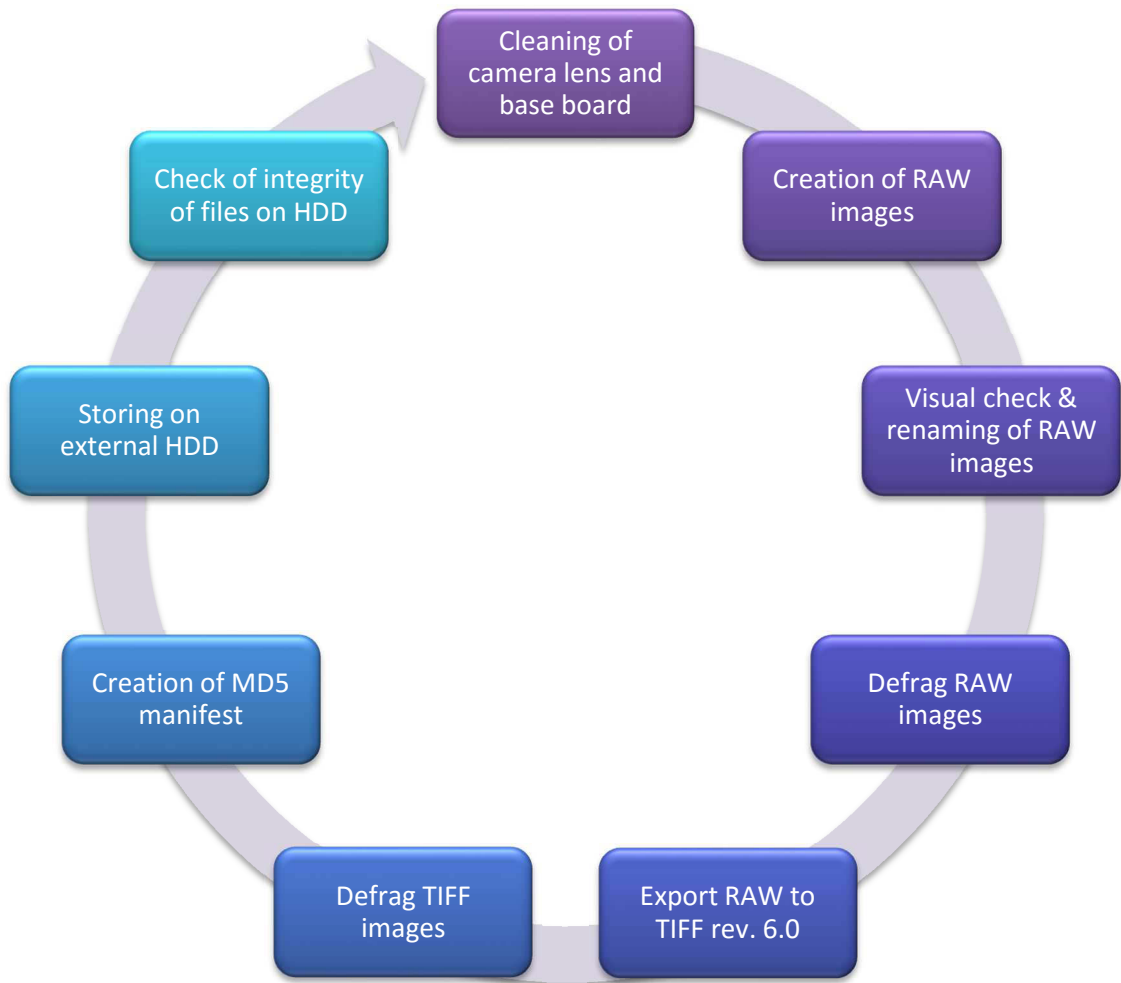 Cleaning of
camera lens and
base board
Creation of RAW
images
Visual check &
renaming of RAW
images
Defrag RAW
images
Export RAW to
TIFF rev. 6.0
Defrag TIFF
images
Creation of MD5
manifest
Storing on
external HDD
Check of integrity
of files on HDD